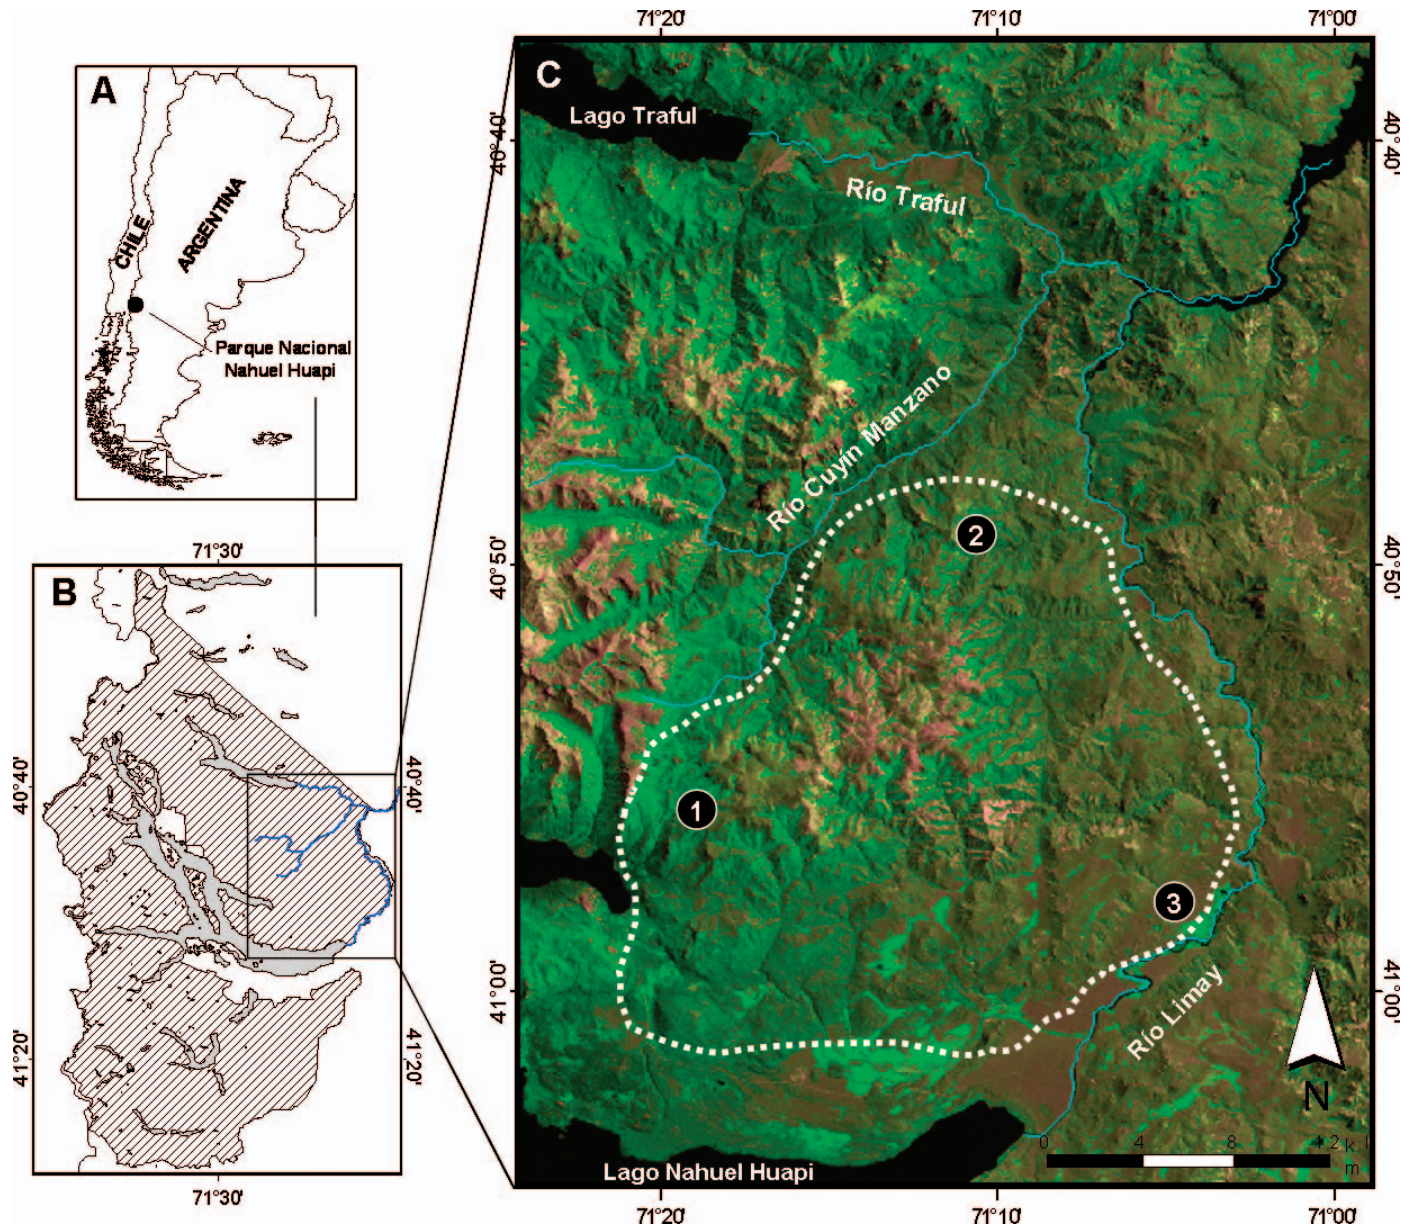 A
CHILE
ARGENTINA
Parque Nacional
Nahuel Huapi
71°30'
B
40°40'
40°40'
41°20'
41°20'
71°30'
71°20'
71°10'
71°00'
C
Lago Traful
40°40'
40°40'
Río Traful
Río Cuyín Manzano
2
40°50'
40°50'
1
3
41°00'
41°00'
Río Limay
N
0 4 8 12 k
m
Lago Nahuel Huapi
71°20'
71°10'
71°00'